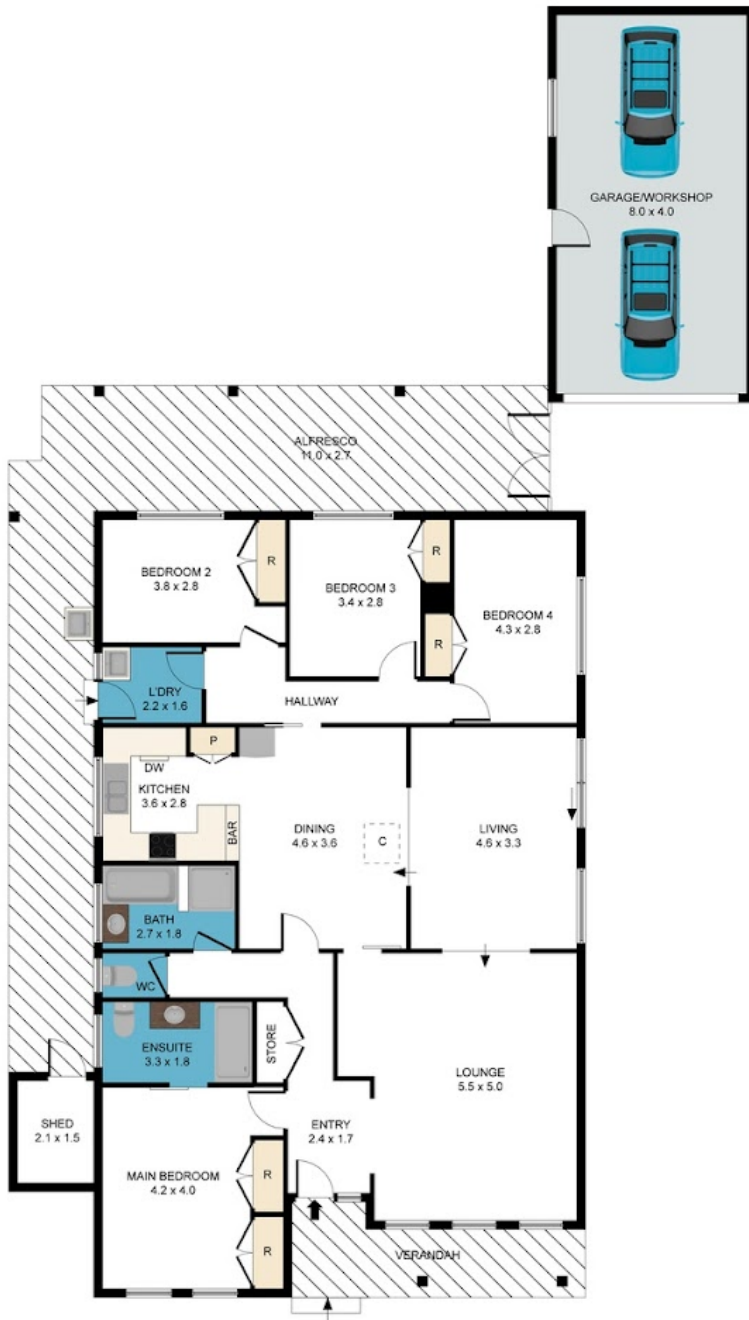 GARAGE/WORKSHOP
8.0 x 4.0
ALFRESCO
11.0 x 2.7
BEDROOM 2
3.8 x 2.8
R
BEDROOM 3
3.4 x 2.8
R
R
BEDROOM 4
4.3 x 2.8
L'DRY
2.2 x 1.6
HALLWAY
P
DW
KITCHEN
3.6 x 2.8
BAR
DINING
4.6 x 3.6
C
LIVING
4.6 x 3.3
BATH
2.7 x 1.8
WC
ENSUITE
3.3 x 1.8
STORE
LOUNGE
5.5 x 5.0
SHED
2.1 x 1.5
ENTRY
2.4 x 1.7
MAIN BEDROOM
4.2 x 4.0
R
R
VERANDAH